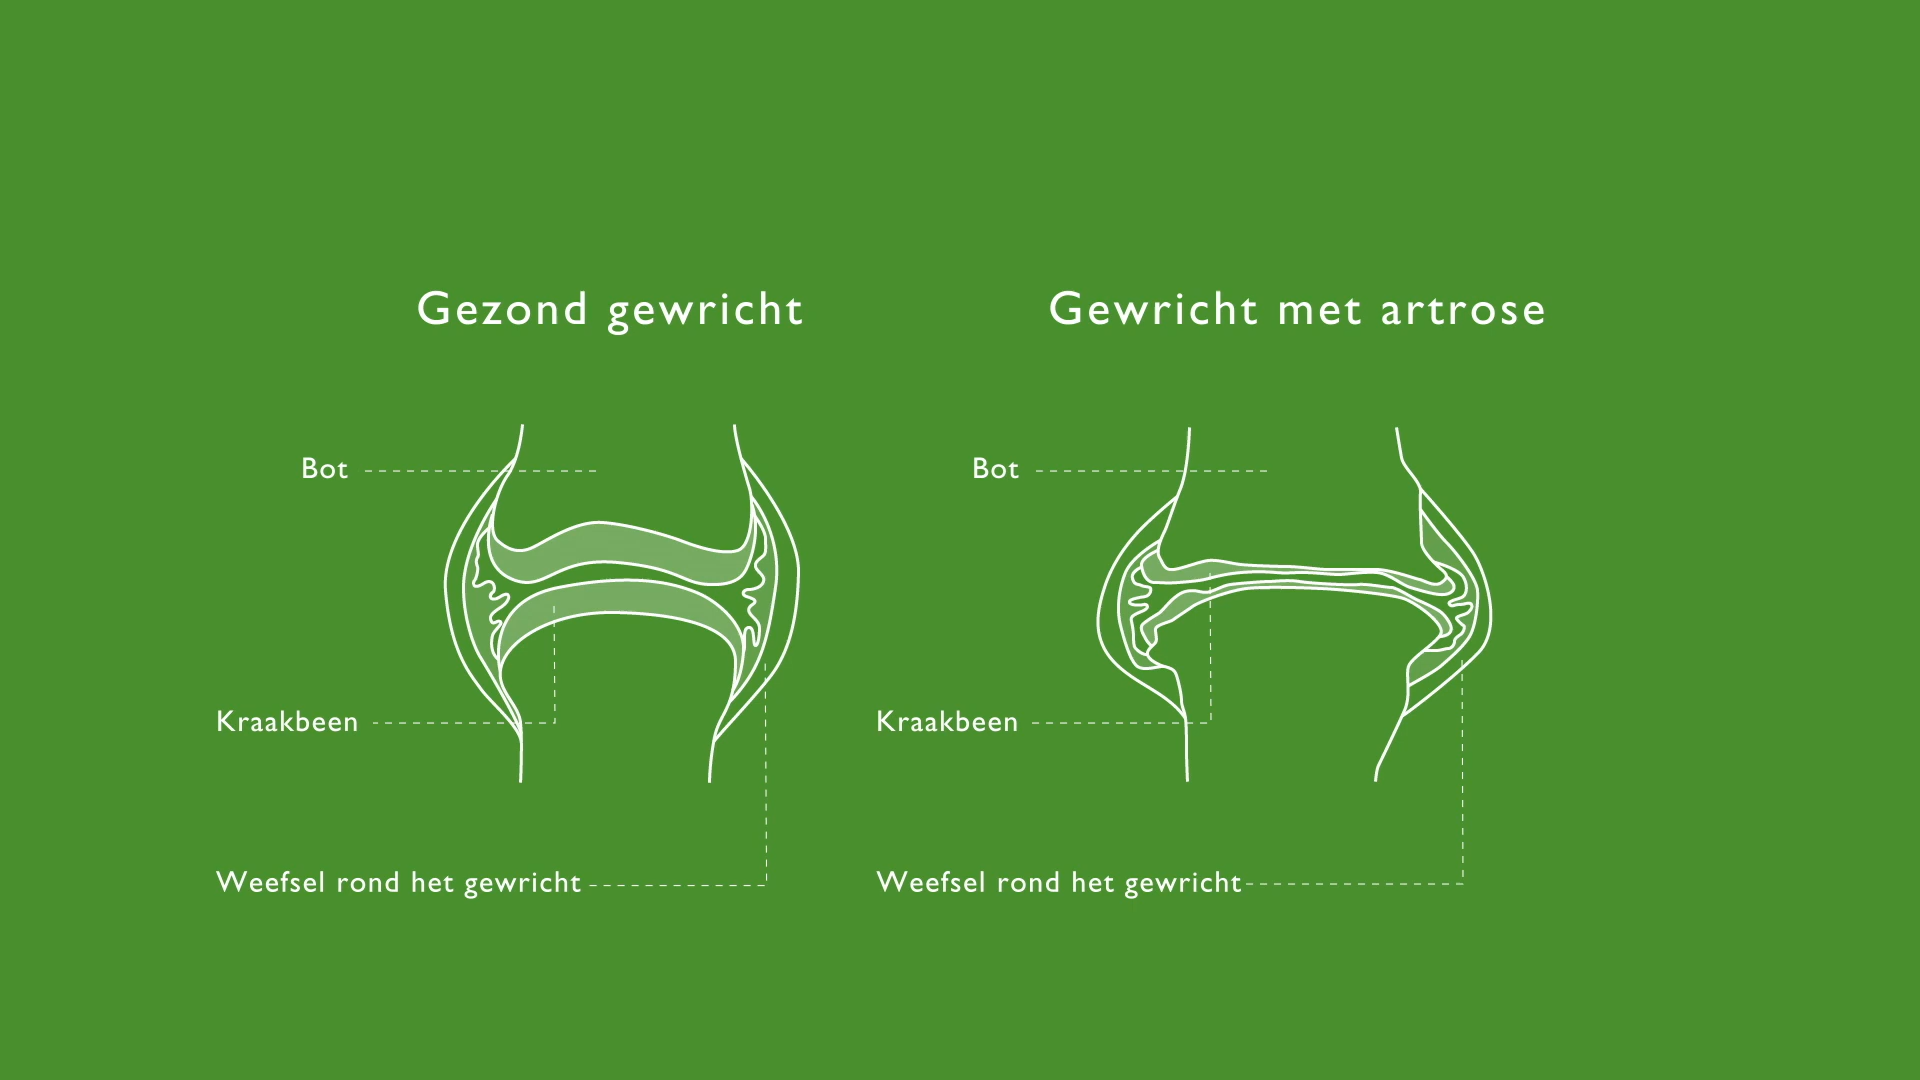 Gezond gewricht
Bot
Kraakbeen
Weefsel rond het gewricht
Gewricht met artrose
Bot
Kraakbeen
Weefsel rond het gewricht